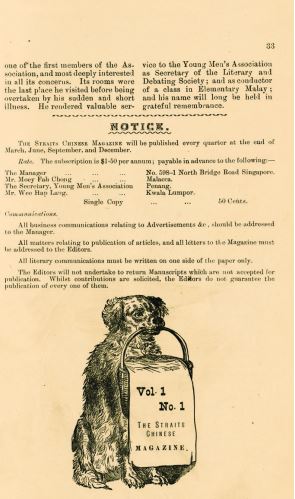 33
one of the first members of the As-
sociation, and most deeply interested
in all its concerns. Its rooms were
the last place he visited before being
overtaken by his sudden and short
illness. He rendered valuable ser-
vice to the Young Men's Association
as Secretary of the Literary and
Debating Society; and as conductor
of a class in Elementary Malay;
and his name will long be held in
grateful remembrance.
NOTICE.
THE STRAITS CHINESE MAGAZINE will be published every quarter at the end of
March, June, September, and December.
Rate. The subscription is $1-50 per annum; payable in advance to the following:—
The Manager ... ... ... No. 598-1 North Bridge Road Singapore.
Mr. Moey Fah Chong ... ... Malacca.
The Secretary, Young Men's Association Penang.
Mr. Wee Hap Lang. ... ... Kwala Lumpor.
Single Copy ... ... 50 Cents.
Communications.
All business communications relating to Advertisements &c, should be addressed
to the Manager.
All matters relating to publication of articles, and all letters to the Magazine must
be addressed to the Editors.
All literary communications must be written on one side of the paper only.
The Editors will not undertake to return Manuscripts which are not accepted for
publication. Whilst contributions are solicited, the Editors do not guarantee the
publication of every one of them.
Vol. 1
No. 1
THE STRAITS
CHINESE
MAGAZINE.